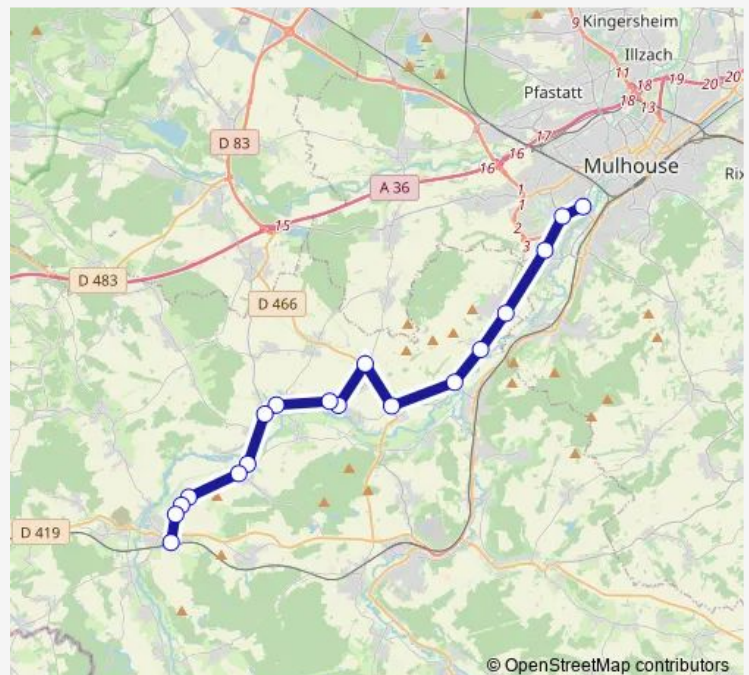 9 Kingersheim
Illzach
11
18 19 20 20
Pfastatt
18 13
17
D 83
16 16
Mulhouse
A 36
1
Rix
1
2
15
3
D 483
D 466
D 419
© OpenStreetMap contributors